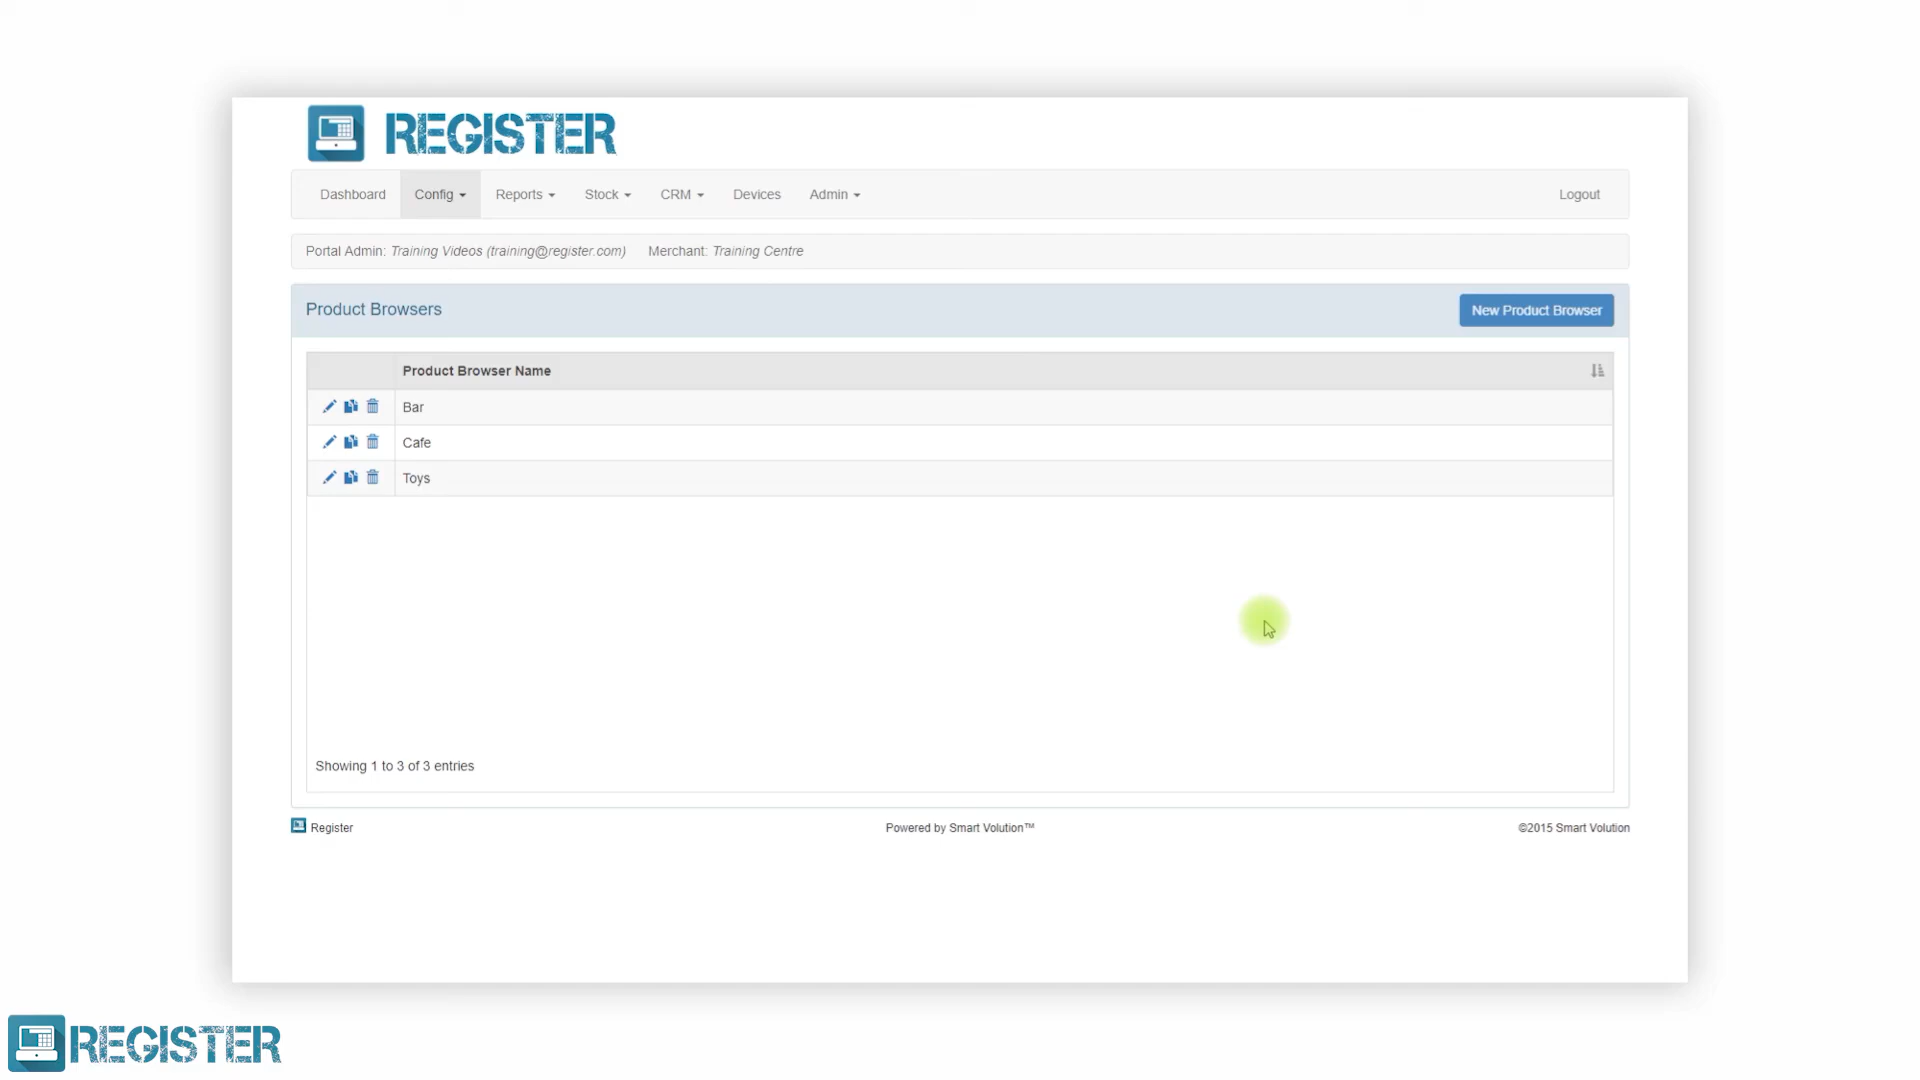 REGISTER
Dashboard Config Reports Stock CRM Devices Admin Logout
Portal Admin: Training Videos (training@register.com) Merchant: Training Centre
Product Browsers New Product Browser
Product Browser Name
Bar
Cafe
Toys
Showing 1 to 3 of 3 entries
Register Powered by Smart Volution™ ©2015 Smart Volution
REGISTER